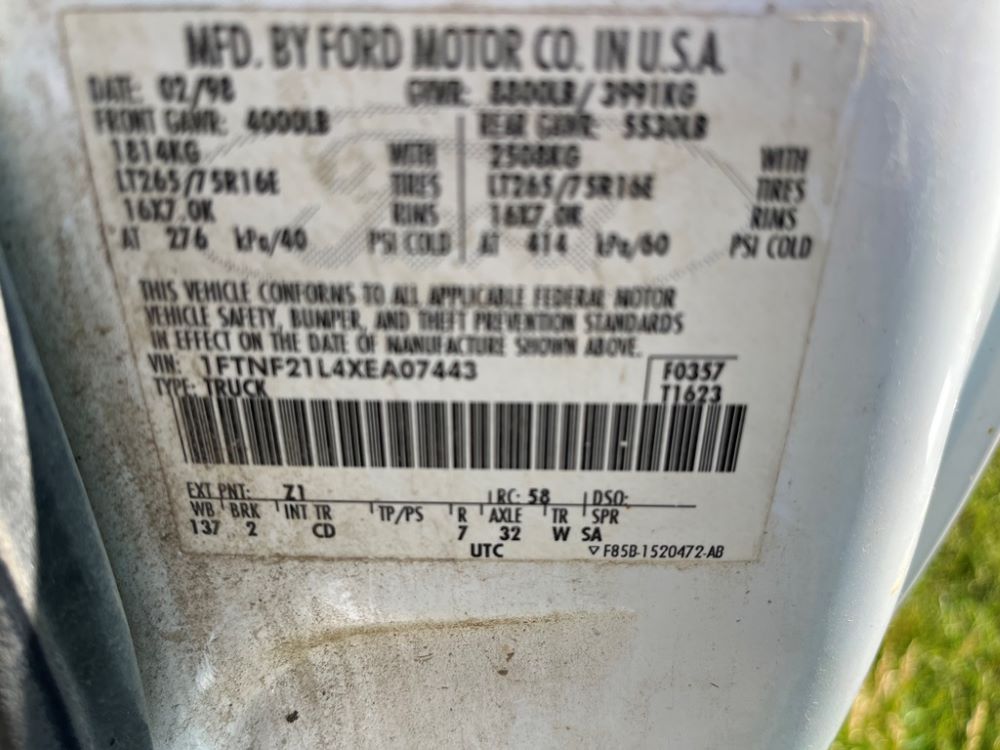 MFD. BY FORD MOTOR CO. IN U.S.A.
DATE: 02/98 GVWR: 8800LB/ 3991KG
FRONT GAWR: 4000LB REAR GAWR: 5530LB
1814KG WITH 2508KG WITH
LT265/75R16E TIRES LT265/75R16E TIRES
16X7.0K RIMS 16X7.0K RIMS
AT 276 kPa/40 PSI COLD AT 414 kPa/60 PSI COLD
THIS VEHICLE CONFORMS TO ALL APPLICABLE FEDERAL MOTOR
VEHICLE SAFETY, BUMPER, AND THEFT PREVENTION STANDARDS
IN EFFECT ON THE DATE OF MANUFACTURE SHOWN ABOVE.
VIN: 1FTNF21L4XEA07443 F0357
TYPE: TRUCK T1623
EXT PNT: Z1 RC: 58 DSO:
WB BRK INT TR TP/PS R AXLE TR SPR
137 2 CD 7 32 W SA
UTC ▽ F85B-1520472-AB